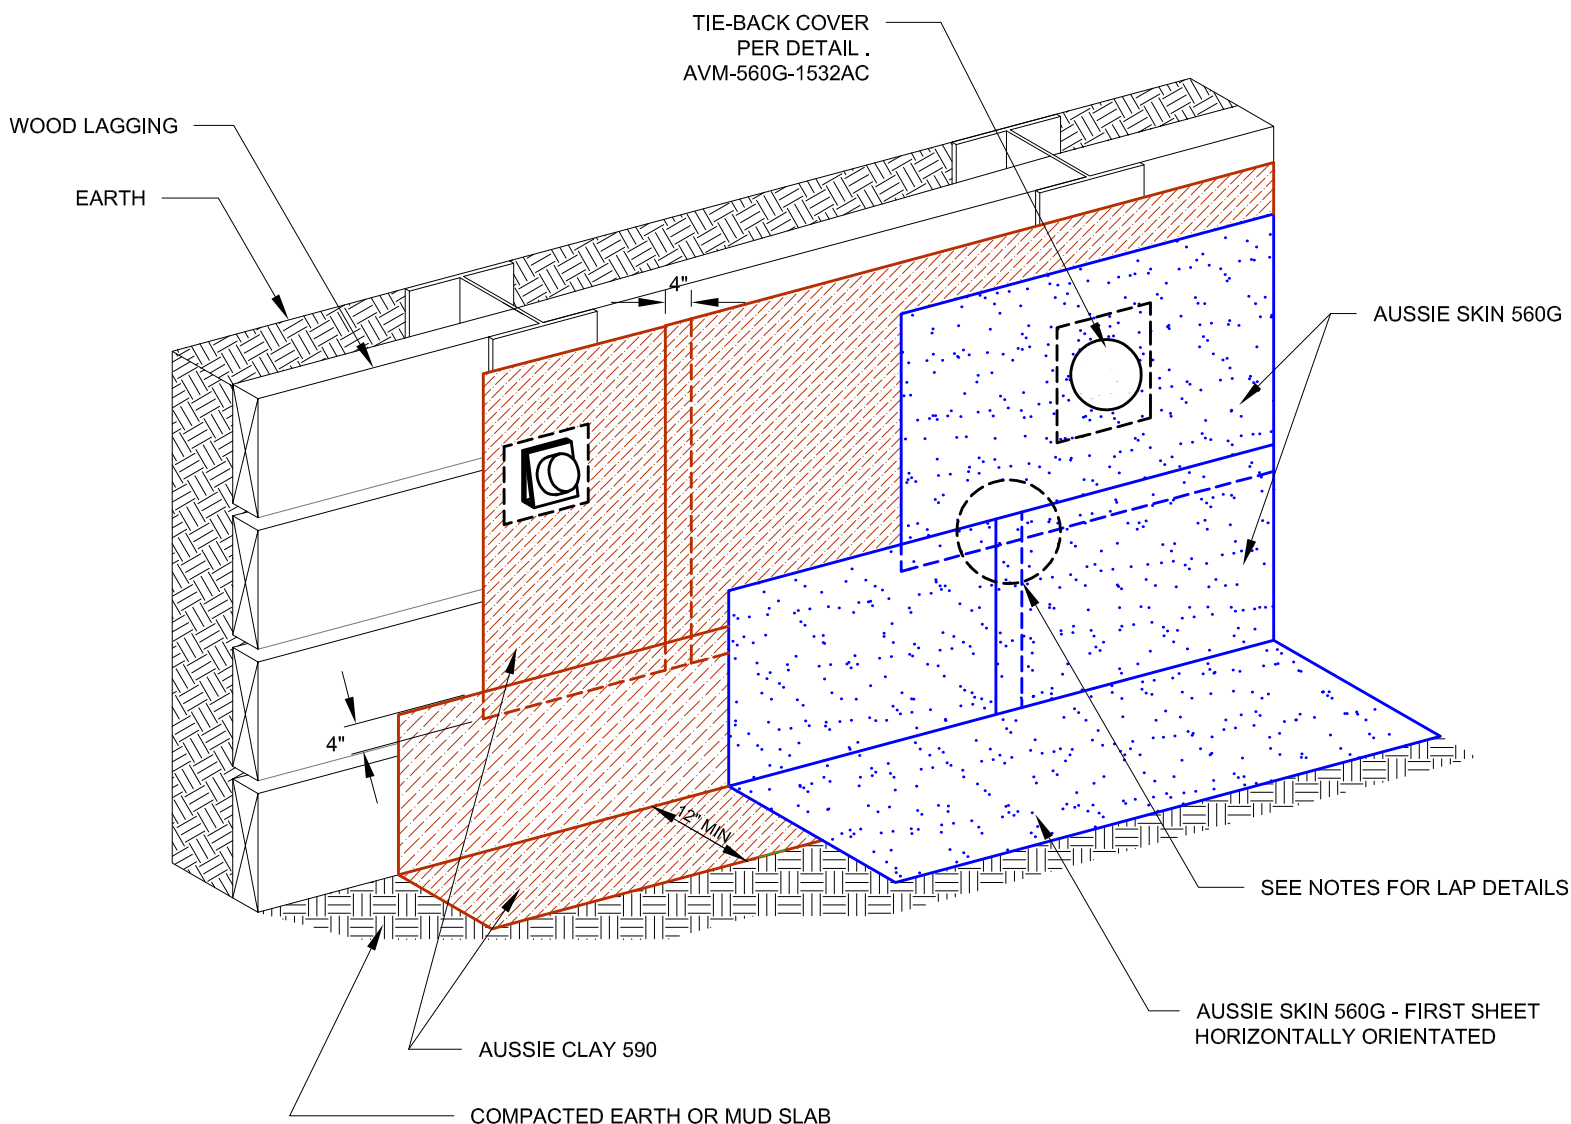 TIE-BACK COVER
PER DETAIL .
AVM-560G-1532AC
WOOD LAGGING
EARTH
4"
AUSSIE SKIN 560G
4"
12" MIN
SEE NOTES FOR LAP DETAILS
AUSSIE SKIN 560G - FIRST SHEET
HORIZONTALLY ORIENTATED
AUSSIE CLAY 590
COMPACTED EARTH OR MUD SLAB